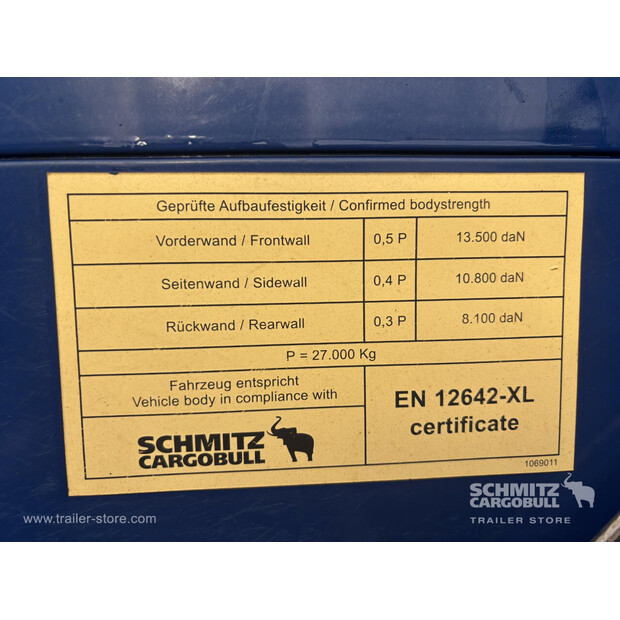 Geprüfte Aufbaufestigkeit / Confirmed bodystrength
Vorderwand / Frontwall 0,5 P 13.500 daN
Seitenwand / Sidewall 0,4 P 10.800 daN
Rückwand / Rearwall 0,3 P 8.100 daN
P = 27.000 Kg
Fahrzeug entspricht
Vehicle body in compliance with
SCHMITZ
CARGOBULL
EN 12642-XL
certificate
1069011
www.trailer-store.com
SCHMITZ
CARGOBULL
TRAILER STORE